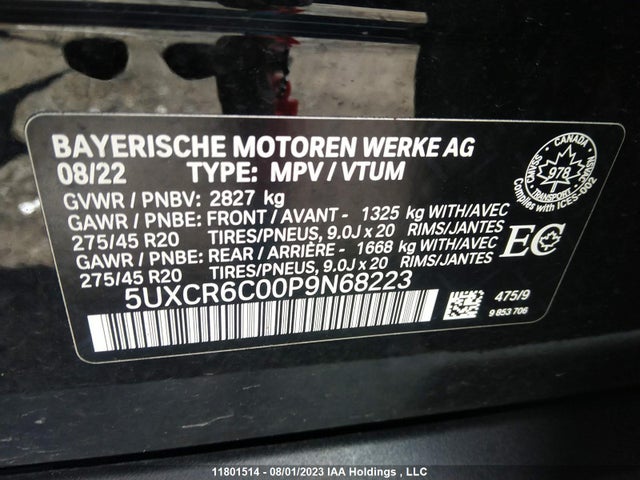 BAYERISCHE MOTOREN WERKE AG
08/22 TYPE: MPV / VTUM
GVWR / PNBV: 2827 kg
GAWR / PNBE: FRONT / AVANT - 1325 kg WITH/AVEC
275/45 R20 TIRES/PNEUS, 9.0J x 20 RIMS/JANTES
GAWR / PNBE: REAR / ARRIÈRE - 1668 kg WITH/AVEC
275/45 R20 TIRES/PNEUS, 9.0J x 20 RIMS/JANTES
5UXCR6C00P9N68223
CANADA
978
TRANSPORT
Complies with ICES-002
EC
475/9
9 853 706
11801514 - 08/01/2023 IAA Holdings , LLC